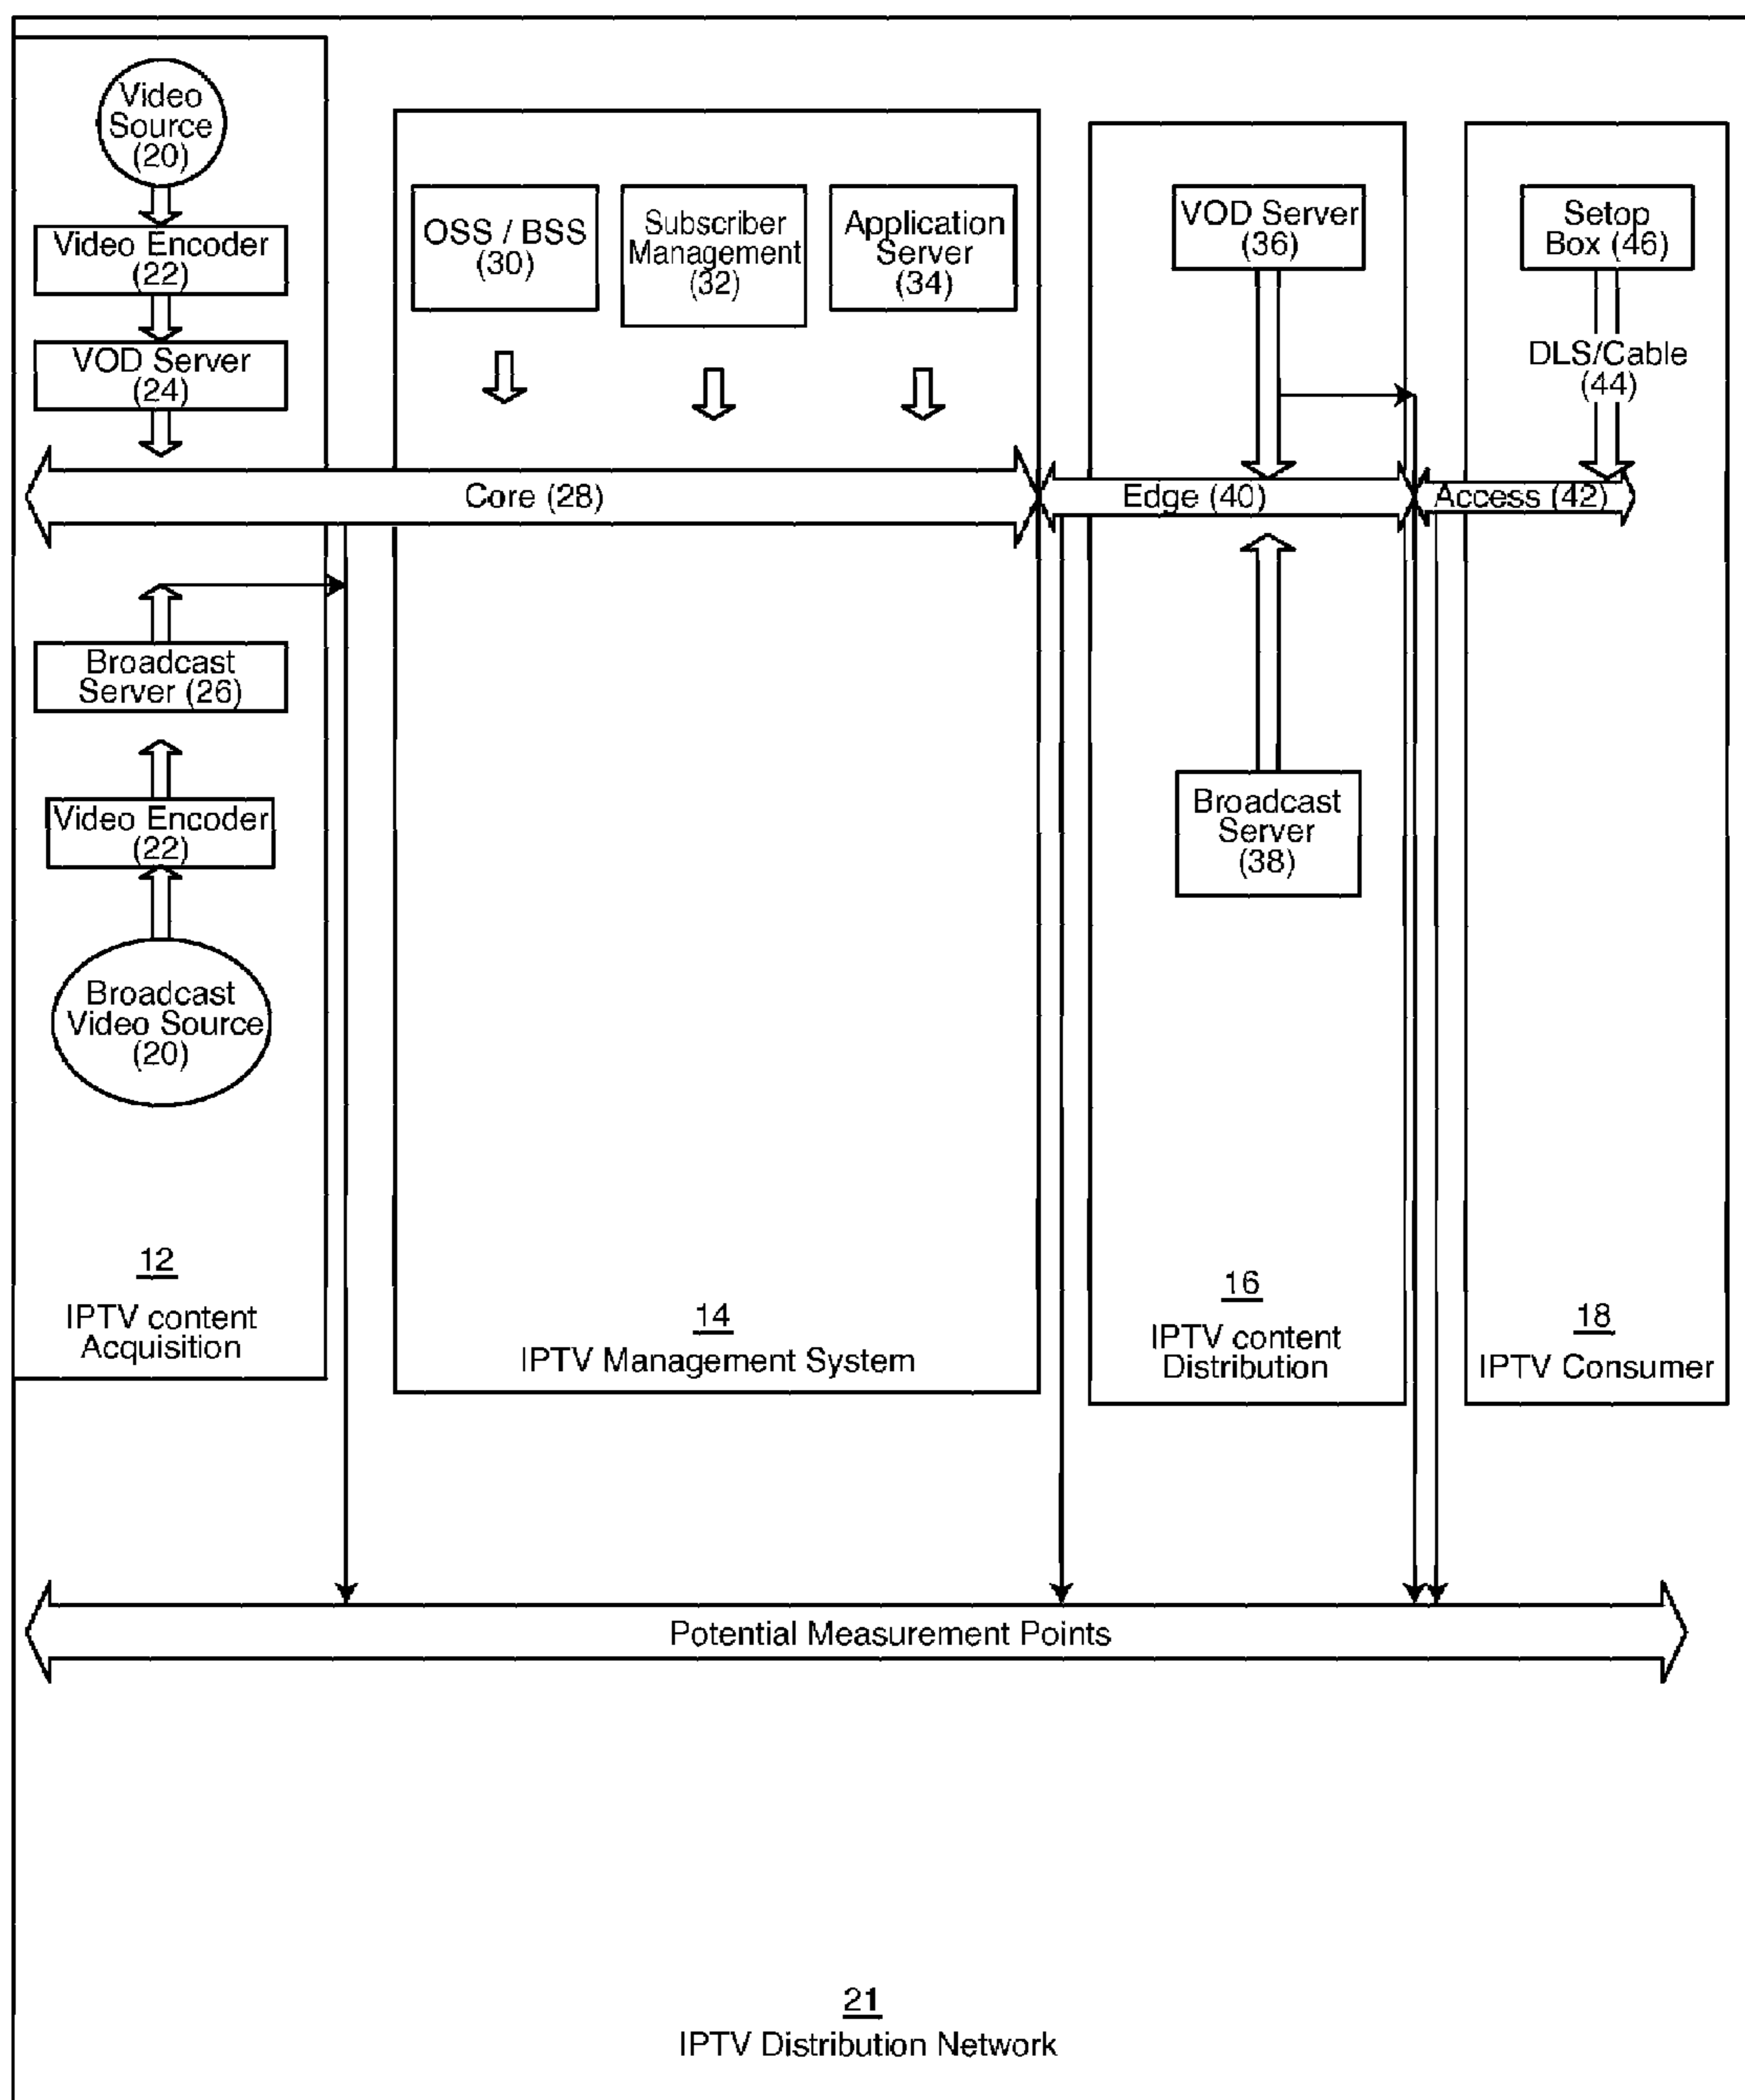 Video
Source
(20)
Video Encoder
(22)
VOD Server
(24)
OSS / BSS
(30)
Subscriber
Management
(32)
Application
Server
(34)
VOD Server
(36)
Setop
Box (46)
DLS/Cable
(44)
Core (28)
Edge (40)
Access (42)
Broadcast
Server (26)
Video Encoder
(22)
Broadcast
Video Source
(20)
Broadcast
Server
(38)
12
IPTV content
Acquisition
14
IPTV Management System
16
IPTV content
Distribution
18
IPTV Consumer
Potential Measurement Points
21
IPTV Distribution Network